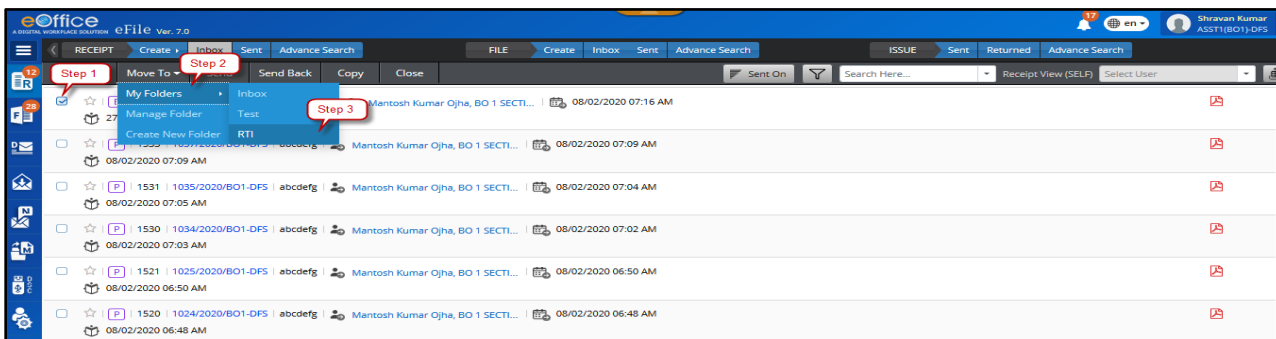 eOffice
A DIGITAL WORKPLACE SOLUTION eFile Ver. 7.0
17 en Shravan Kumar
ASST1(BO1)-DFS
RECEIPT Create Inbox Sent Advance Search FILE Create Inbox Sent Advance Search ISSUE Sent Returned Advance Search
Step 2
12 Step 1 Move To Send Back Copy Close Sent On Search Here... Receipt View (SELF) Select User
My Folders Inbox Mantosh Kumar Ojha, BO 1 SECTI... 08/02/2020 07:16 AM
28 27 Manage Folder Test Step 3
Create New Folder RTI
P 1533 1037/2020/BO1-DFS abcdefg Mantosh Kumar Ojha, BO 1 SECTI... 08/02/2020 07:09 AM
08/02/2020 07:09 AM
P 1531 1035/2020/BO1-DFS abcdefg Mantosh Kumar Ojha, BO 1 SECTI... 08/02/2020 07:04 AM
08/02/2020 07:05 AM
P 1530 1034/2020/BO1-DFS abcdefg Mantosh Kumar Ojha, BO 1 SECTI... 08/02/2020 07:02 AM
08/02/2020 07:03 AM
P 1521 1025/2020/BO1-DFS abcdefg Mantosh Kumar Ojha, BO 1 SECTI... 08/02/2020 06:50 AM
08/02/2020 06:50 AM
P 1520 1024/2020/BO1-DFS abcdefg Mantosh Kumar Ojha, BO 1 SECTI... 08/02/2020 06:48 AM
08/02/2020 06:48 AM